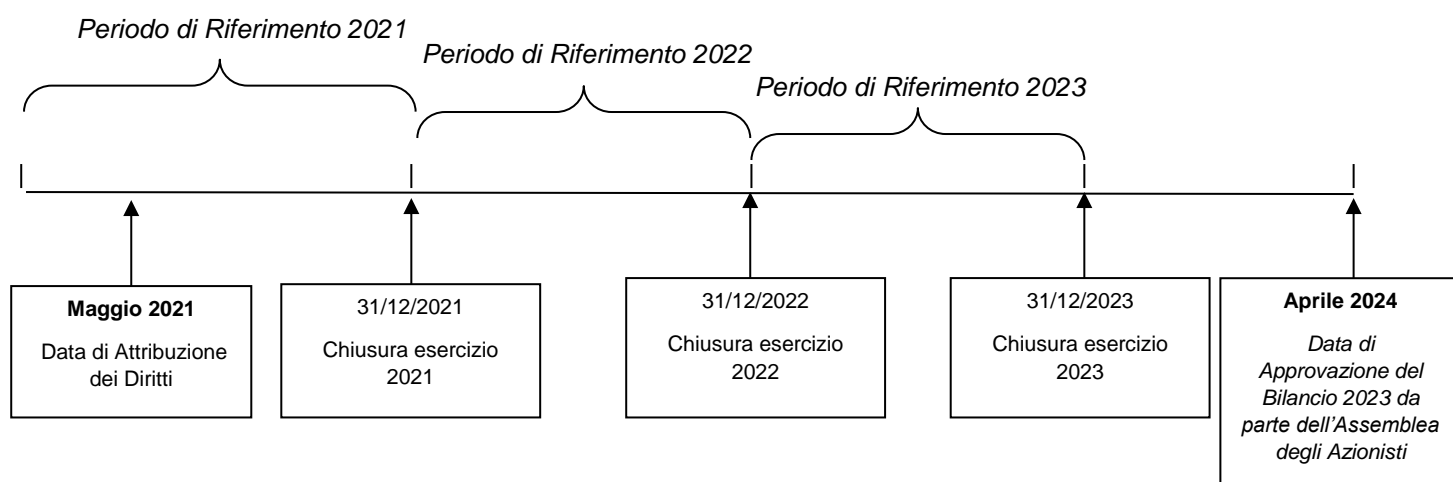 Periodo di Riferimento 2021
Periodo di Riferimento 2022
Periodo di Riferimento 2023
Maggio 2021
Data di Attribuzione
dei Diritti
31/12/2021
Chiusura esercizio
2021
31/12/2022
Chiusura esercizio
2022
31/12/2023
Chiusura esercizio
2023
Aprile 2024
Data di
Approvazione del
Bilancio 2023 da
parte dell’Assemblea
degli Azionisti